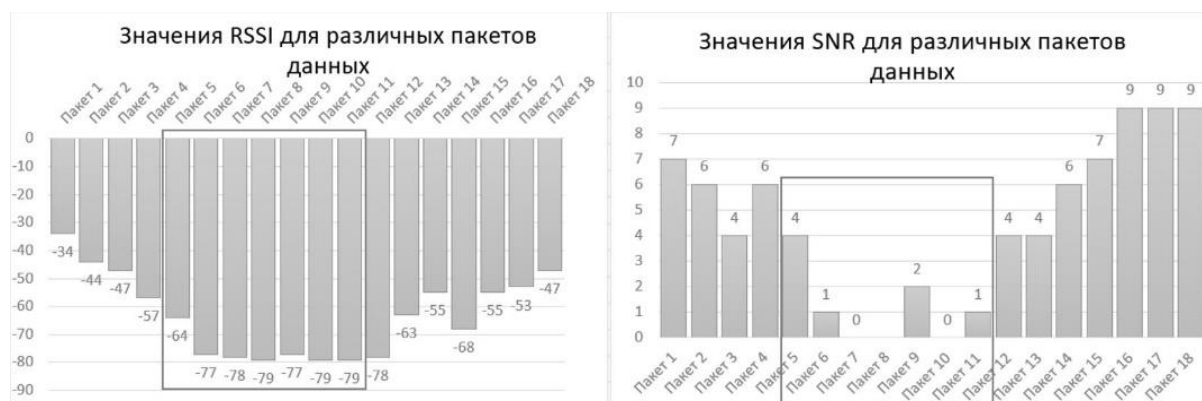 Значения RSSI для различных пакетов
данных
Пакет 1
Пакет 2
Пакет 3
Пакет 4
Пакет 5
Пакет 6
Пакет 7
Пакет 8
Пакет 9
Пакет 10
Пакет 11
Пакет 12
Пакет 13
Пакет 14
Пакет 15
Пакет 16
Пакет 17
Пакет 18
0
-10
-20
-30
-40
-50
-60
-70
-80
-90
-34
-44
-47
-57
-64
-77
-78
-79
-77
-79
-79
-78
-63
-55
-68
-55
-53
-47
Значения SNR для различных пакетов
данных
10
9
8
7
6
5
4
3
2
1
0
7
6
4
6
4
1
0
2
0
1
4
4
6
7
9
9
9
Пакет 1
Пакет 2
Пакет 3
Пакет 4
Пакет 5
Пакет 6
Пакет 7
Пакет 8
Пакет 9
Пакет 10
Пакет 11
Пакет 12
Пакет 13
Пакет 14
Пакет 15
Пакет 16
Пакет 17
Пакет 18